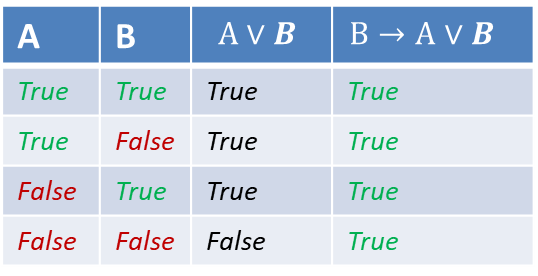 A B A ∨ B B → A ∨ B
True True True True
True False True True
False True True True
False False False True